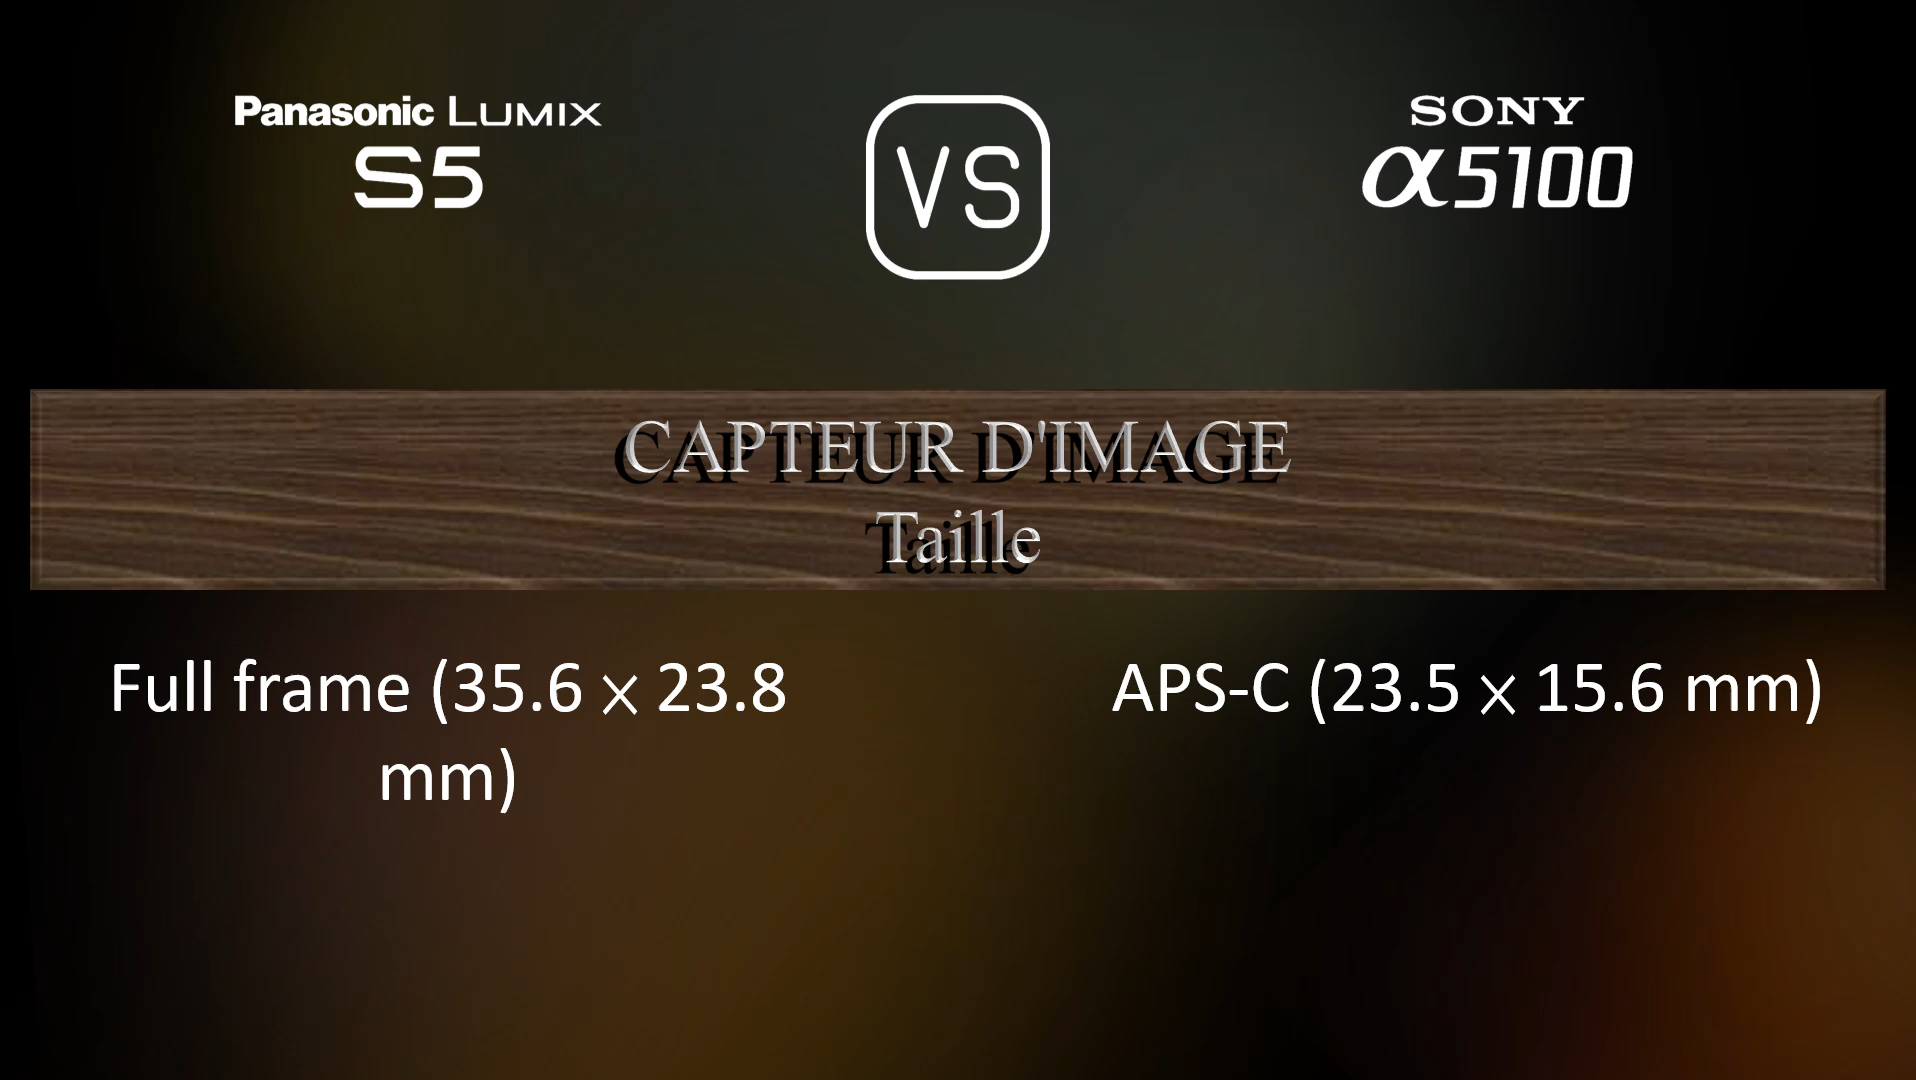 Panasonic LUMIX
S5
VS
SONY
α5100
CAPTEUR D'IMAGE
Taille
Full frame (35.6 x 23.8
mm)
APS-C (23.5 x 15.6 mm)